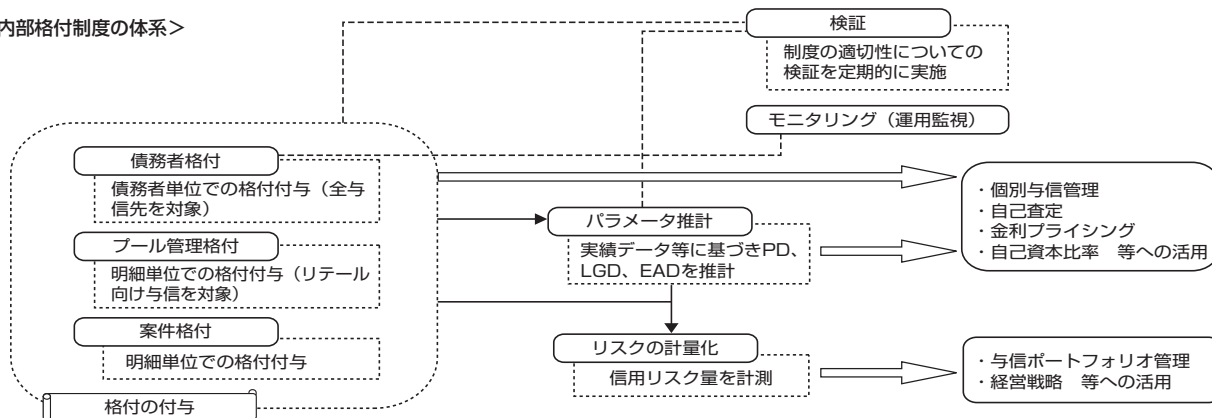 内部格付制度の体系＞
検証
制度の適切性についての
検証を定期的に実施
モニタリング（運用監視）
債務者格付
債務者単位での格付付与（全与
信先を対象）
プール管理格付
明細単位での格付付与（リテール
向け与信を対象）
案件格付
明細単位での格付付与
格付の付与
パラメータ推計
実績データ等に基づきPD、
LGD、EADを推計
リスクの計量化
信用リスク量を計測
・個別与信管理
・自己査定
・金利プライシング
・自己資本比率　等への活用
・与信ポートフォリオ管理
・経営戦略　等への活用